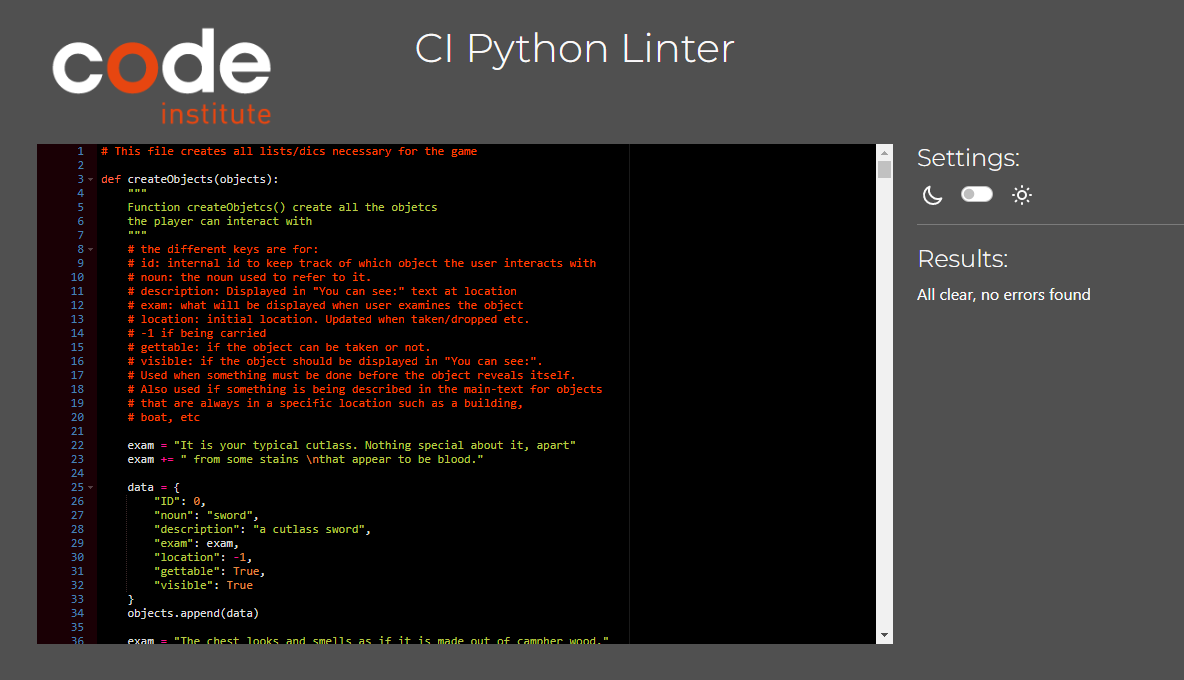 code
institute
CI Python Linter
1 # This file creates all lists/dics necessary for the game
2
3 def createObjects(objects):
4 """
5 Function createObjetcs() create all the objetcs
6 the player can interact with
7 """
8 # the different keys are for:
9 # id: internal id to keep track of which object the user interacts with
10 # noun: the noun used to refer to it.
11 # description: Displayed in "You can see:" text at location
12 # exam: what will be displayed when user examines the object
13 # location: initial location. Updated when taken/dropped etc.
14 # -1 if being carried
15 # gettable: if the object can be taken or not.
16 # visible: if the object should be displayed in "You can see:".
17 # Used when something must be done before the object reveals itself.
18 # Also used if something is being described in the main-text for objects
19 # that are always in a specific location such as a building,
20 # boat, etc
21
22 exam = "It is your typical cutlass. Nothing special about it, apart"
23 exam += " from some stains \nthat appear to be blood."
24
25 data = {
26 "ID": 0,
27 "noun": "sword",
28 "description": "a cutlass sword",
29 "exam": exam,
30 "location": -1,
31 "gettable": True,
32 "visible": True
33 }
34 objects.append(data)
35
36 exam = "The chest looks and smells as if it is made out of campher wood."
Settings:
Results:
All clear, no errors found